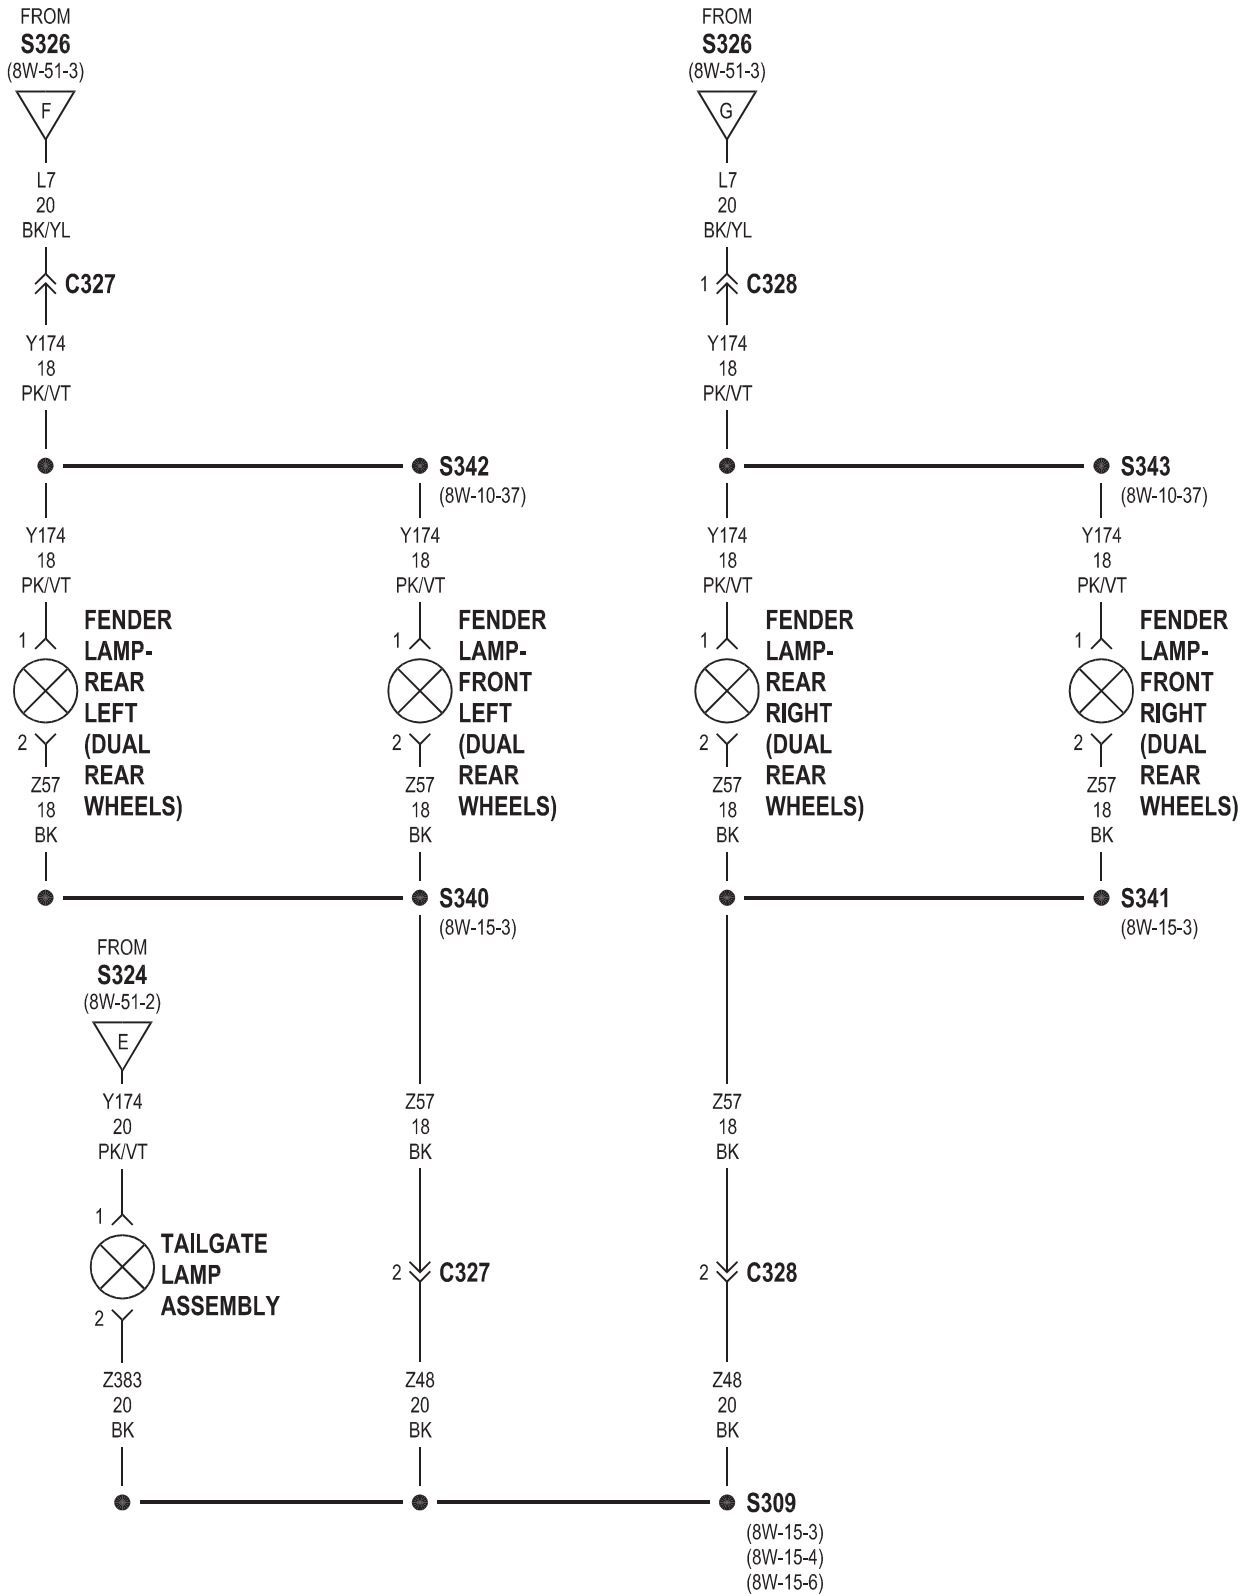 FROM
S326
(8W-51-3)
F
L7
20
BK/YL
C327
Y174
18
PK/VT
S342
(8W-10-37)
Y174
18
PK/VT
1
2
FENDER
LAMP-
REAR
LEFT
(DUAL
REAR
WHEELS)
Z57
18
BK
Y174
18
PK/VT
1
2
FENDER
LAMP-
FRONT
LEFT
(DUAL
REAR
WHEELS)
Z57
18
BK
S340
(8W-15-3)
FROM
S326
(8W-51-3)
G
L7
20
BK/YL
1
C328
Y174
18
PK/VT
S343
(8W-10-37)
Y174
18
PK/VT
1
2
FENDER
LAMP-
REAR
RIGHT
(DUAL
REAR
WHEELS)
Z57
18
BK
Y174
18
PK/VT
1
2
FENDER
LAMP-
FRONT
RIGHT
(DUAL
REAR
WHEELS)
Z57
18
BK
S341
(8W-15-3)
FROM
S324
(8W-51-2)
E
Y174
20
PK/VT
1
2
TAILGATE
LAMP
ASSEMBLY
Z383
20
BK
Z57
18
BK
2
C327
Z48
20
BK
Z57
18
BK
2
C328
Z48
20
BK
S309
(8W-15-3)
(8W-15-4)
(8W-15-6)